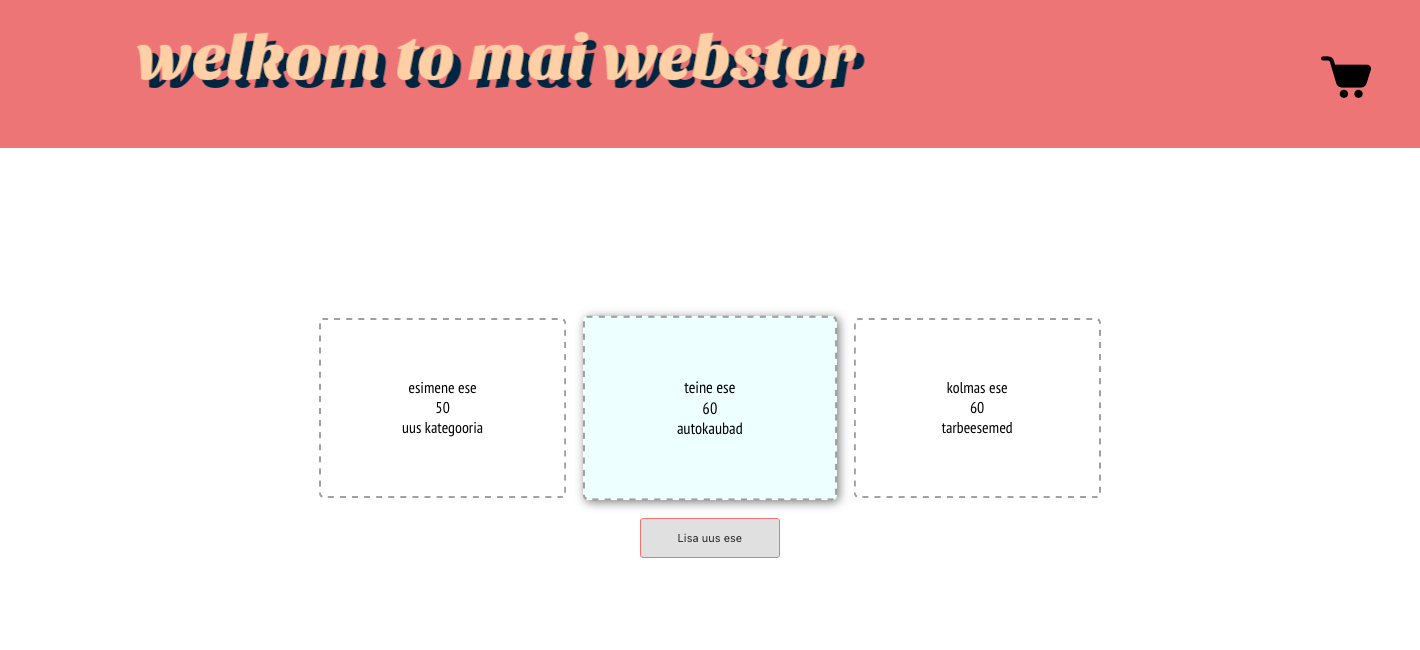 welkom to mai webstor
esimene ese
50
uus kategooria
teine ese
60
autokaubad
kolmas ese
60
tarbeesemed
Lisa uus ese